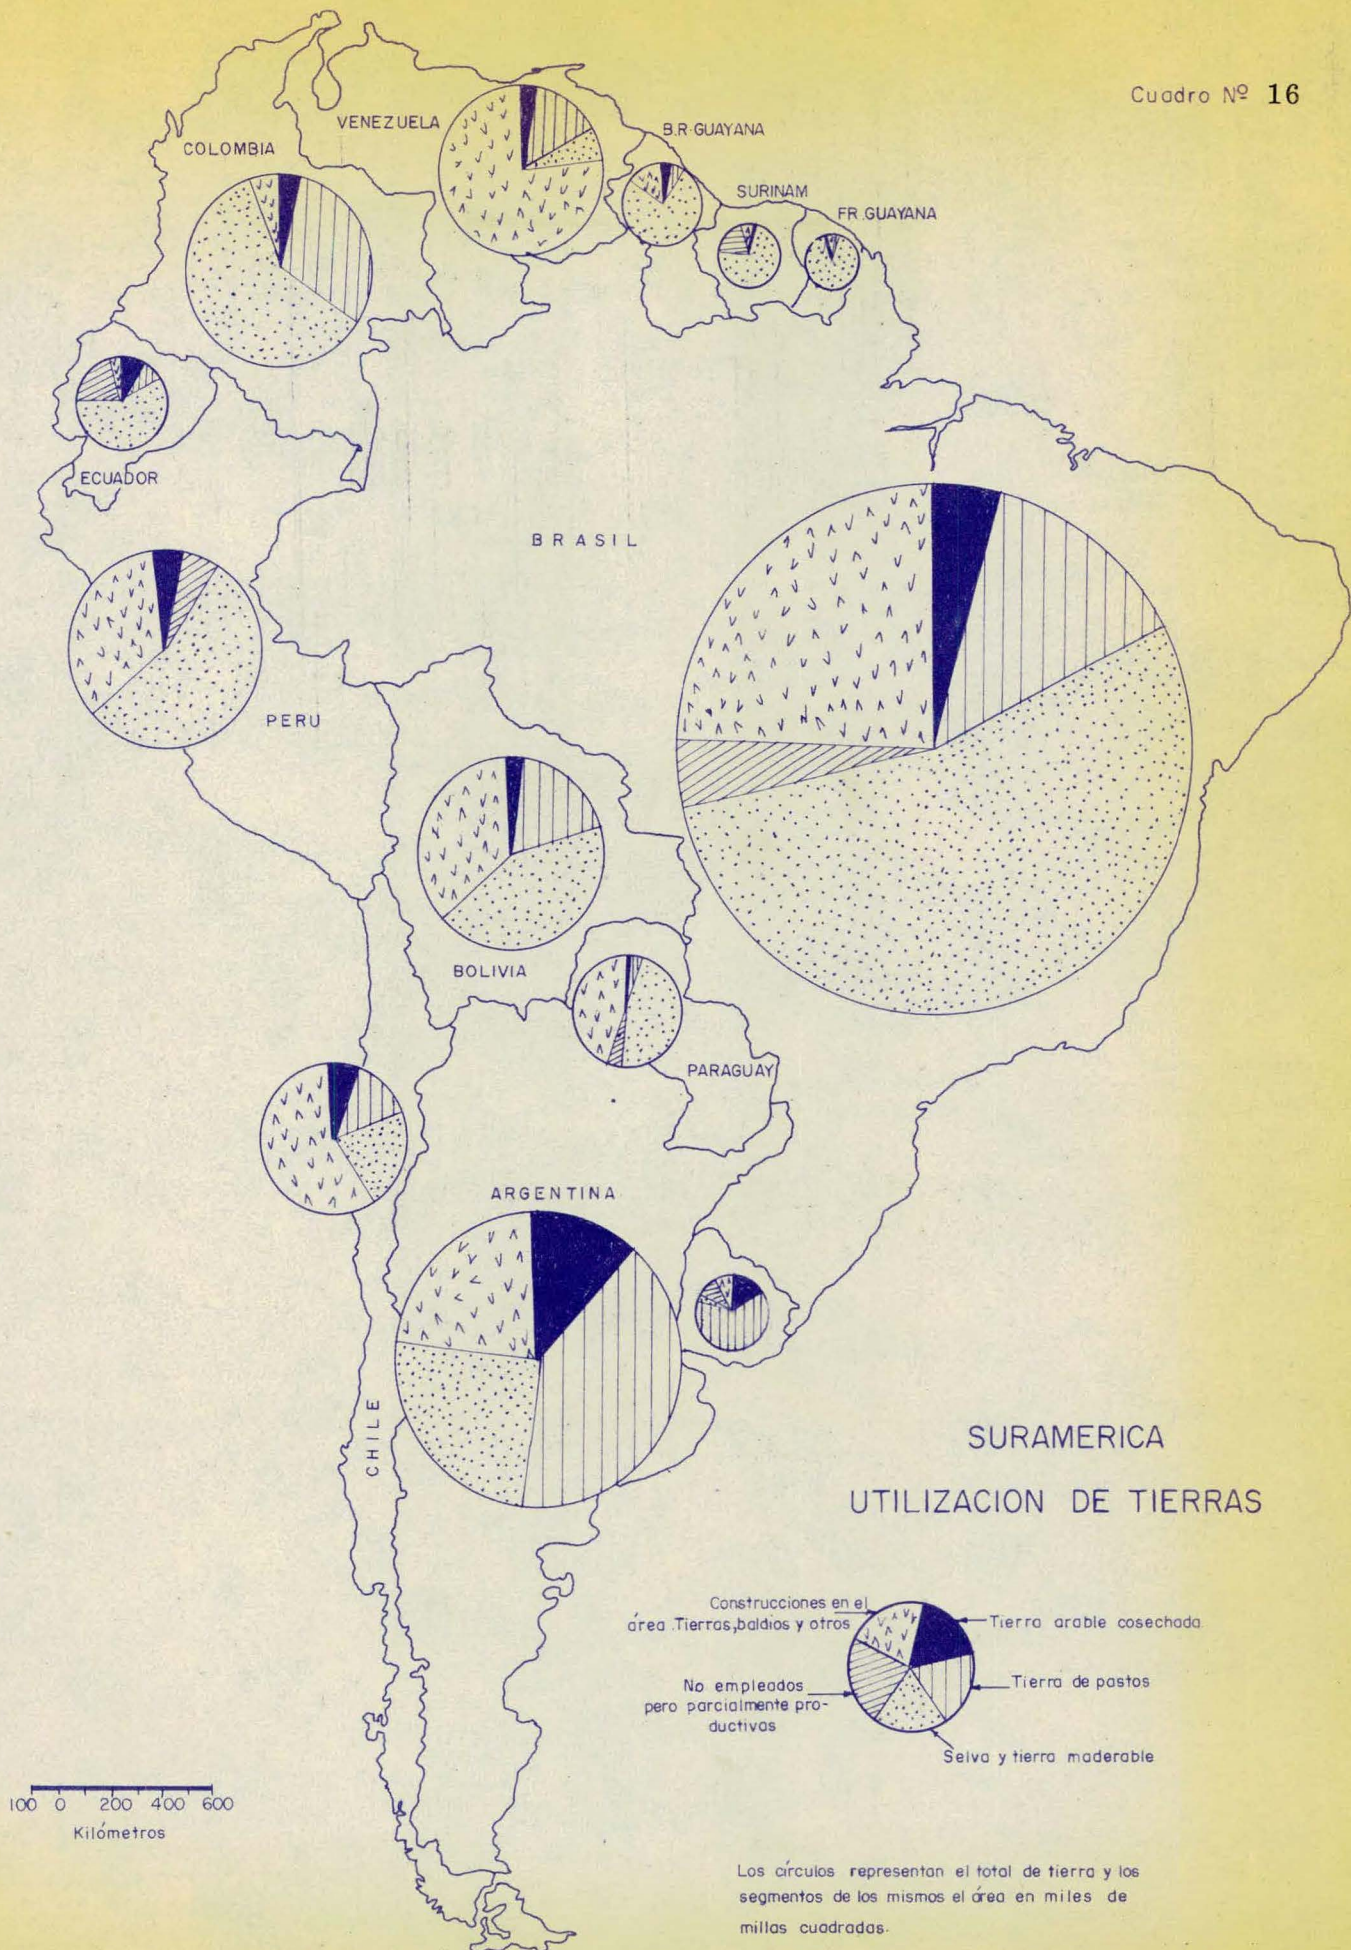 Cuadro Nº 16
VENEZUELA
B.R. GUAYANA
COLOMBIA
SURINAM
FR. GUAYANA
ECUADOR
BRASIL
PERU
BOLIVIA
PARAGUAY
ARGENTINA
CHILE
SURAMERICA
UTILIZACION DE TIERRAS
Construcciones en el
área .Tierras,baldios y otros
Tierra arable cosechada
No empleados
pero parcialmente pro-
ductivas
Tierra de pastos
Selva y tierra maderable
100 0 200 400 600
Kilómetros
Los círculos representan el total de tierra y los
segmentos de los mismos el área en miles de
millas cuadradas.